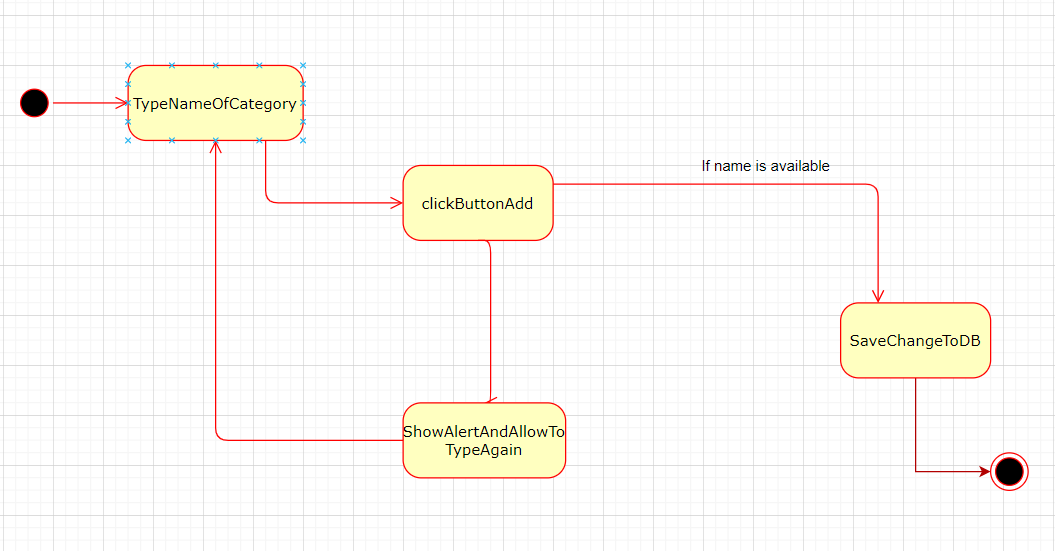 TypeNameOfCategory
If name is available
clickButtonAdd
SaveChangeToDB
ShowAlertAndAllowTo
TypeAgain